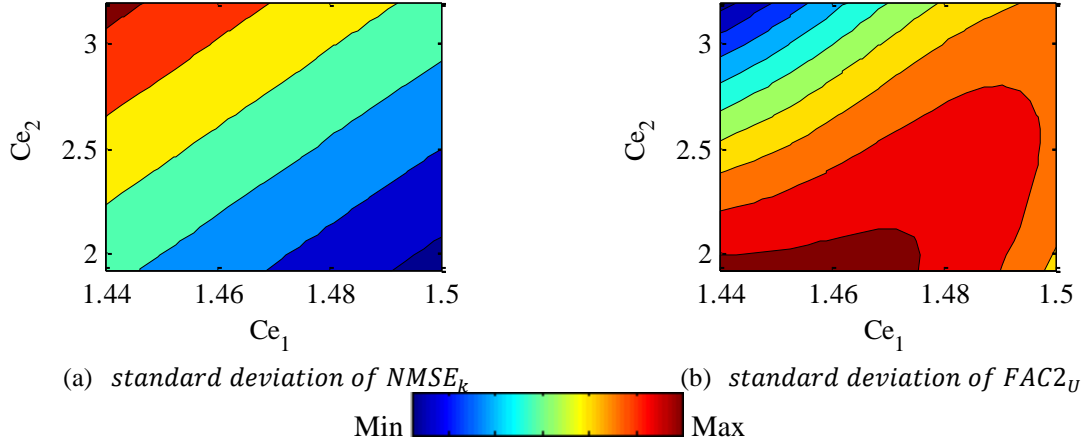 3
2.5
2
Ce₂
1.44 1.46 1.48 1.5
Ce₁
(a) standard deviation of NMSEₖ
3
2.5
2
Ce₂
1.44 1.46 1.48 1.5
Ce₁
(b) standard deviation of FAC2_U
Min Max